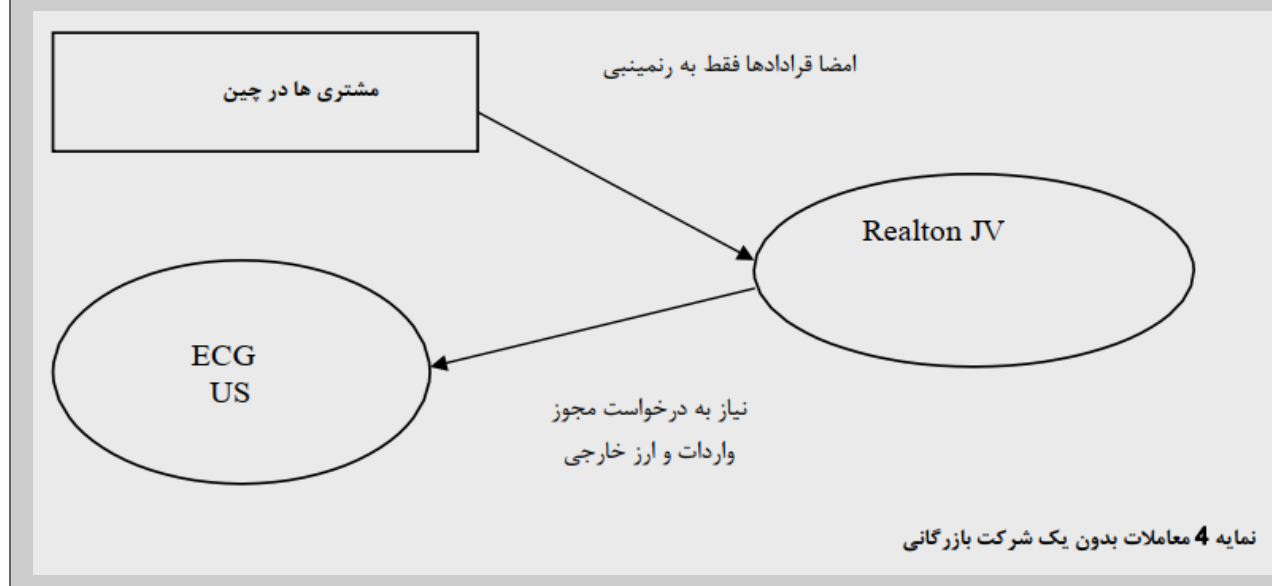 امضا قرادادها فقط به رنمینبی
مشتری ها در چین
Realton JV
ECG
US
نیاز به درخواست مجوز
واردات و ارز خارجی
نمایه 4 معاملات بدون یک شرکت بازرگانی